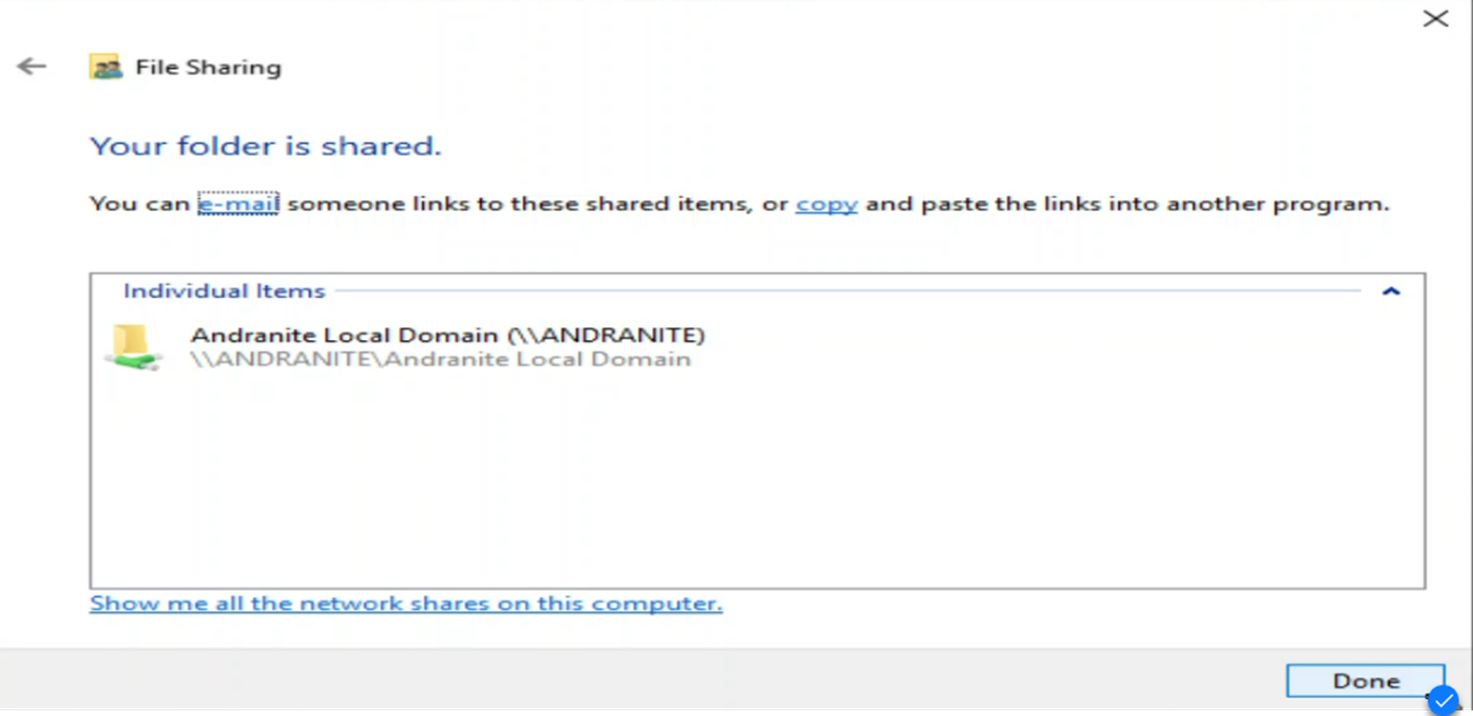 File Sharing
Your folder is shared.
You can e-mail someone links to these shared items, or copy and paste the links into another program.
Individual Items
Andranite Local Domain (\\ANDRANITE)
\\ANDRANITE\Andranite Local Domain
Show me all the network shares on this computer.
Done